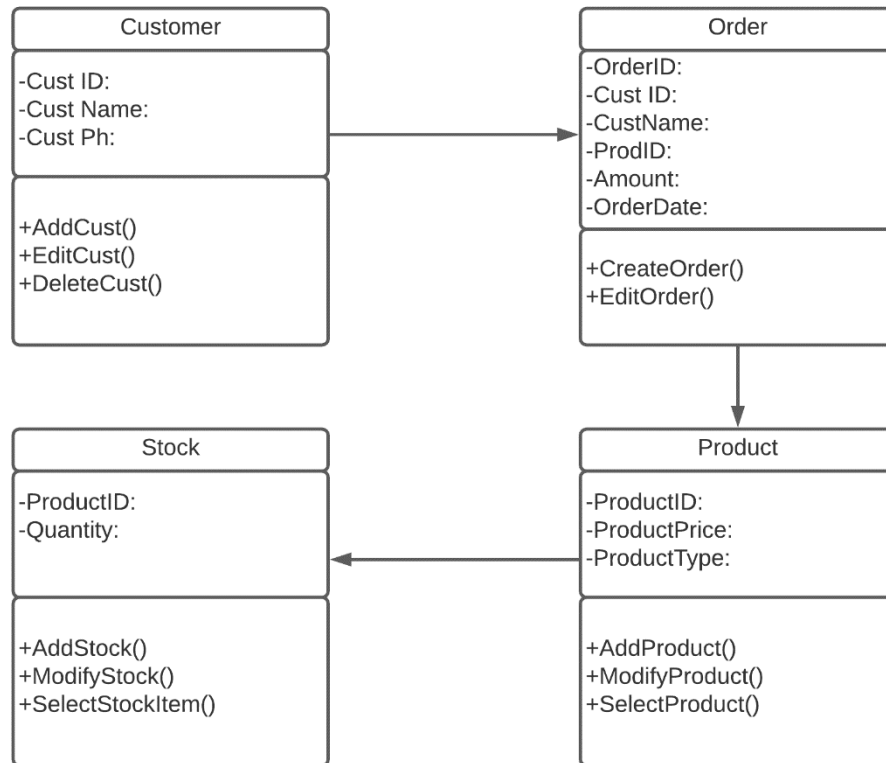 Customer
-Cust ID:
-Cust Name:
-Cust Ph:
+AddCust()
+EditCust()
+DeleteCust()
Order
-OrderID:
-Cust ID:
-CustName:
-ProdID:
-Amount:
-OrderDate:
+CreateOrder()
+EditOrder()
Stock
-ProductID:
-Quantity:
+AddStock()
+ModifyStock()
+SelectStockItem()
Product
-ProductID:
-ProductPrice:
-ProductType:
+AddProduct()
+ModifyProduct()
+SelectProduct()